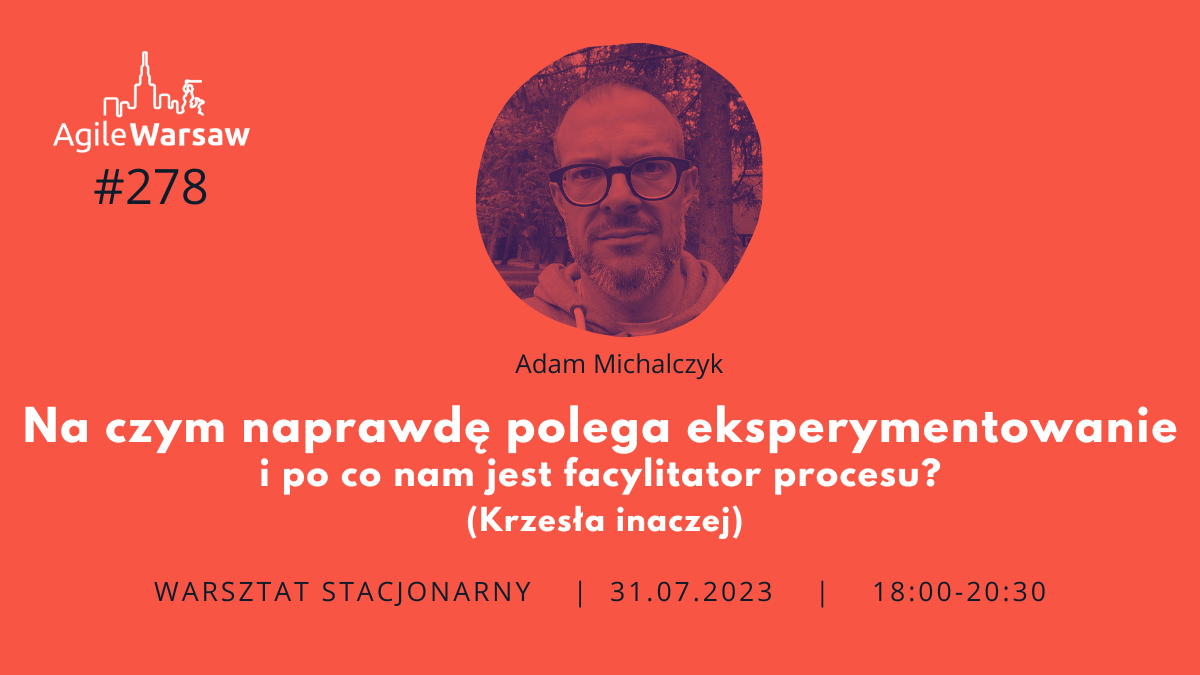 AgileWarsaw
#278
Adam Michalczyk
Na czym naprawdę polega eksperymentowanie
i po co nam jest facylitator procesu?
(Krzesła inaczej)
WARSZTAT STACJONARNY | 31.07.2023 | 18:00-20:30